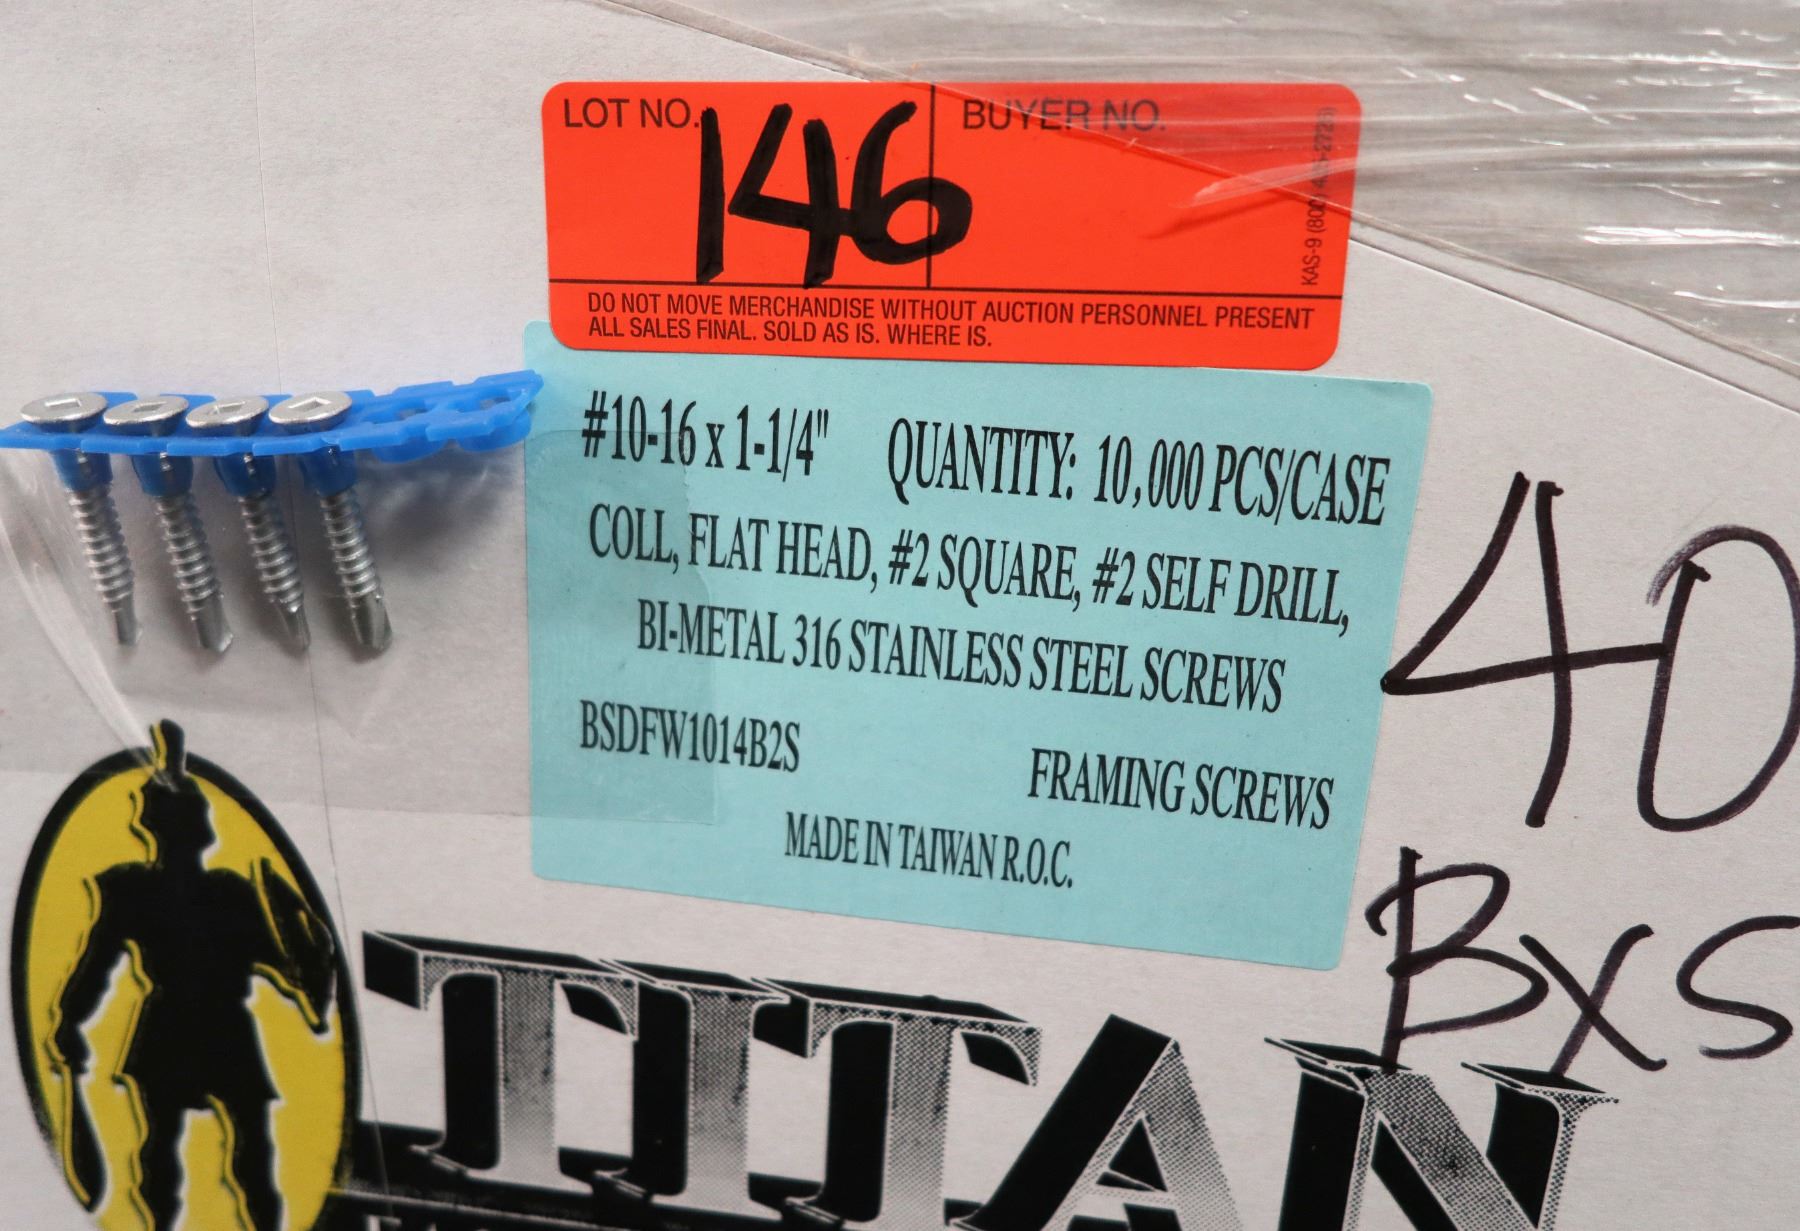 LOT NO. 146 BUYER NO.
DO NOT MOVE MERCHANDISE WITHOUT AUCTION PERSONNEL PRESENT
ALL SALES FINAL. SOLD AS IS. WHERE IS.
#10-16 x 1-1/4" QUANTITY: 10,000 PCS/CASE
COLL, FLAT HEAD, #2 SQUARE, #2 SELF DRILL,
BI-METAL 316 STAINLESS STEEL SCREWS
BSDFW1014B2S FRAMING SCREWS
MADE IN TAIWAN R.O.C.
40
BXS
TITAN